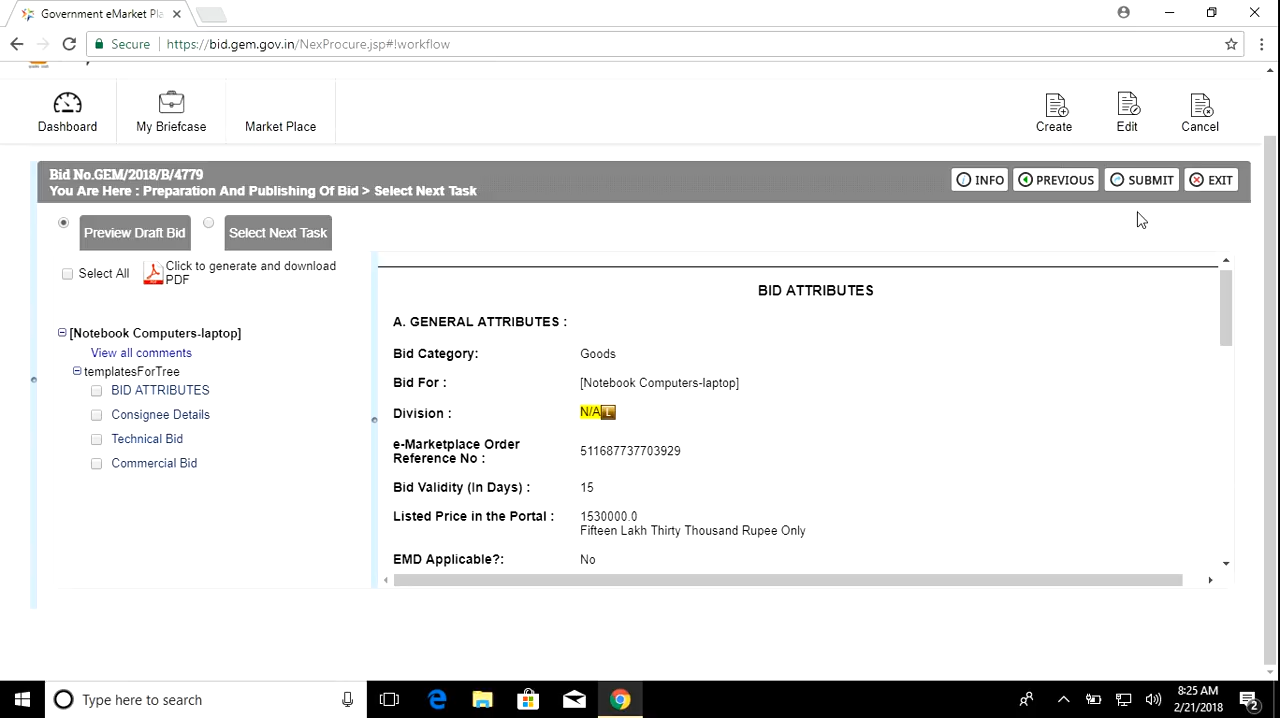 Government eMarket Pla
Secure
https://bid.gem.gov.in/NexProcure.jsp#!workflow
Dashboard
My Briefcase
Market Place
Create
Edit
Cancel
Bid No.GEM/2018/B/4779
You Are Here : Preparation And Publishing Of Bid > Select Next Task
INFO
PREVIOUS
SUBMIT
EXIT
Preview Draft Bid
Select Next Task
Select All
Click to generate and download
PDF
[Notebook Computers-laptop]
View all comments
templatesForTree
BID ATTRIBUTES
Consignee Details
Technical Bid
Commercial Bid
BID ATTRIBUTES
A. GENERAL ATTRIBUTES :
Bid Category: Goods
Bid For : [Notebook Computers-laptop]
Division : N/A L
e-Marketplace Order
Reference No : 511687737703929
Bid Validity (In Days) : 15
Listed Price in the Portal : 1530000.0
Fifteen Lakh Thirty Thousand Rupee Only
EMD Applicable?: No
Type here to search
8:25 AM
2/21/2018
2